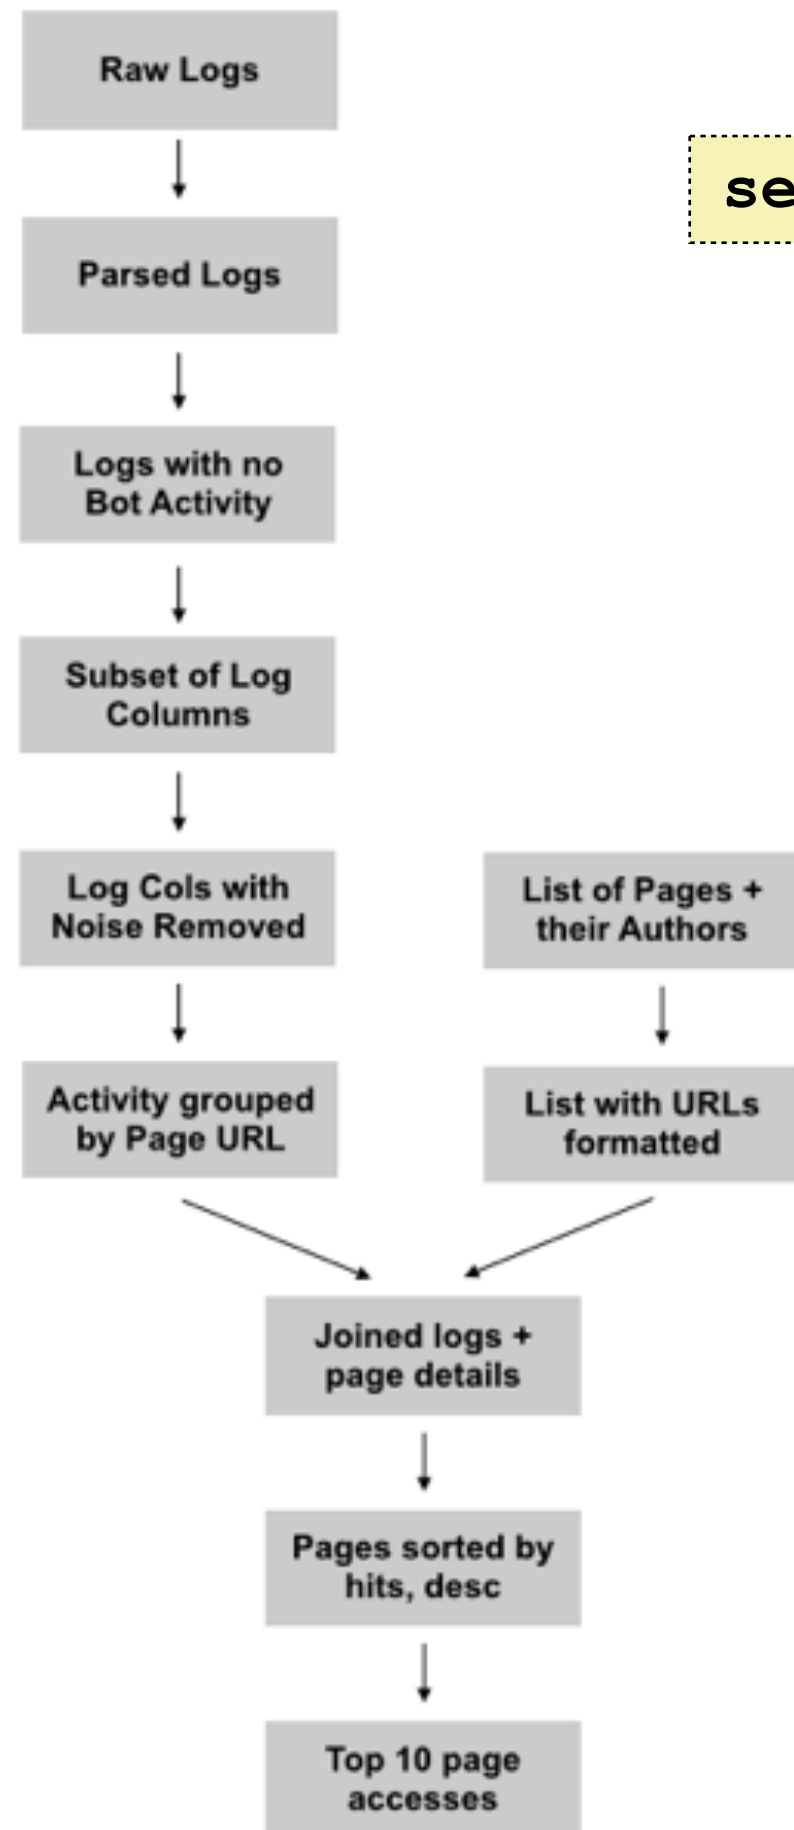 Raw Logs
se
Parsed Logs
Logs with no
Bot Activity
Subset of Log
Columns
Log Cols with
Noise Removed
List of Pages +
their Authors
Activity grouped
by Page URL
List with URLs
formatted
Joined logs +
page details
Pages sorted by
hits, desc
Top 10 page
accesses